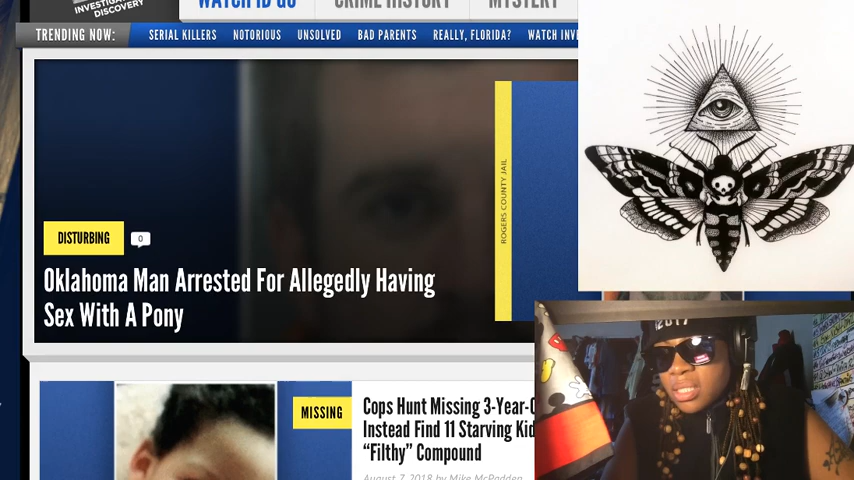 INVESTIGATION
DISCOVERY
WATCH ID GO
CRIME HISTORY
MYSTERY
TRENDING NOW:
SERIAL KILLERS
NOTORIOUS
UNSOLVED
BAD PARENTS
REALLY, FLORIDA?
WATCH INVE
ROGERS COUNTY JAIL
DISTURBING
0
Oklahoma Man Arrested For Allegedly Having
Sex With A Pony
2017
MISSING
Cops Hunt Missing 3-Year-O
Instead Find 11 Starving Kid
“Filthy” Compound
August 7, 2018 by Mike McPadden